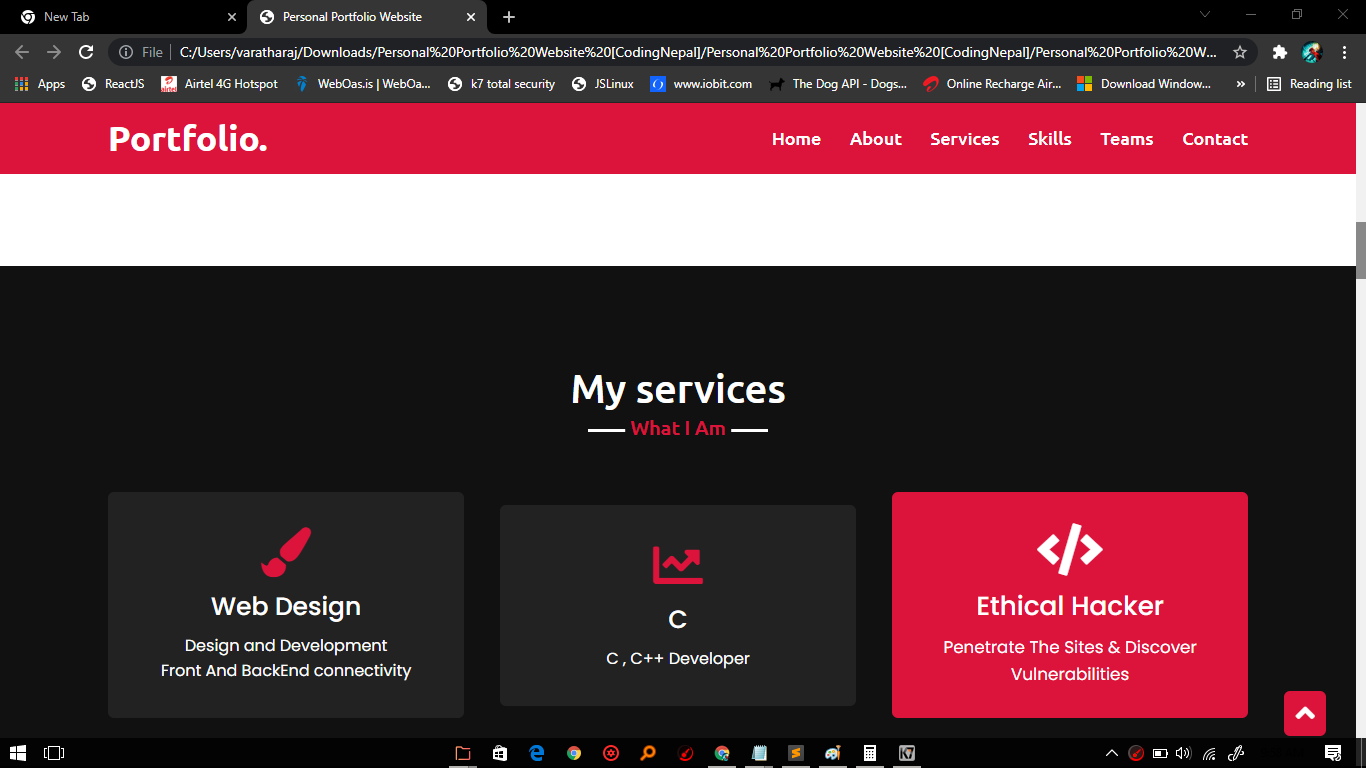 New Tab
Personal Portfolio Website
File
C:/Users/varatharaj/Downloads/Personal%20Portfolio%20Website%20[CodingNepal]/Personal%20Portfolio%20Website%20[CodingNepal]/Personal%20Portfolio%20W...
Apps
ReactJS
Airtel 4G Hotspot
WebOas.is | WebOa...
k7 total security
JSLinux
www.iobit.com
The Dog API - Dogs...
Online Recharge Air...
Download Window...
»
Reading list
Portfolio.
Home
About
Services
Skills
Teams
Contact
My services
What I Am
Web Design
Design and Development
Front And BackEnd connectivity
C
C , C++ Developer
Ethical Hacker
Penetrate The Sites & Discover
Vulnerabilities